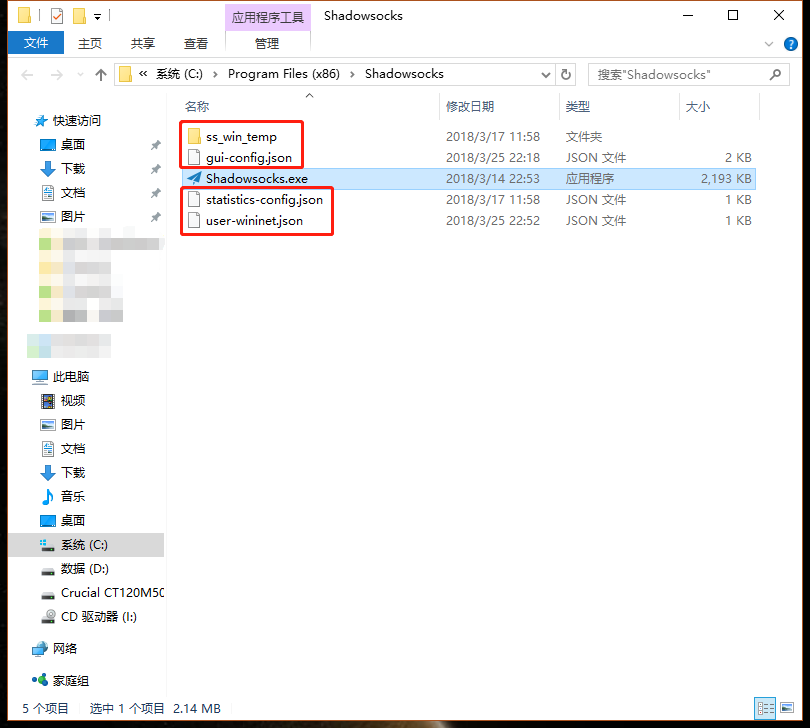 应用程序工具 Shadowsocks
文件 主页 共享 查看 管理
« 系统 (C:) › Program Files (x86) › Shadowsocks 搜索"Shadowsocks"
名称 修改日期 类型 大小
ss_win_temp 2018/3/17 11:58 文件夹
gui-config.json 2018/3/25 22:18 JSON 文件 2 KB
Shadowsocks.exe 2018/3/14 22:53 应用程序 2,193 KB
statistics-config.json 2018/3/17 11:58 JSON 文件 1 KB
user-wininet.json 2018/3/25 22:52 JSON 文件 1 KB
快速访问
桌面
下载
文档
图片
此电脑
视频
图片
文档
下载
音乐
桌面
系统 (C:)
数据 (D:)
Crucial CT120M50
CD 驱动器 (I:)
网络
家庭组
5 个项目 选中 1 个项目 2.14 MB